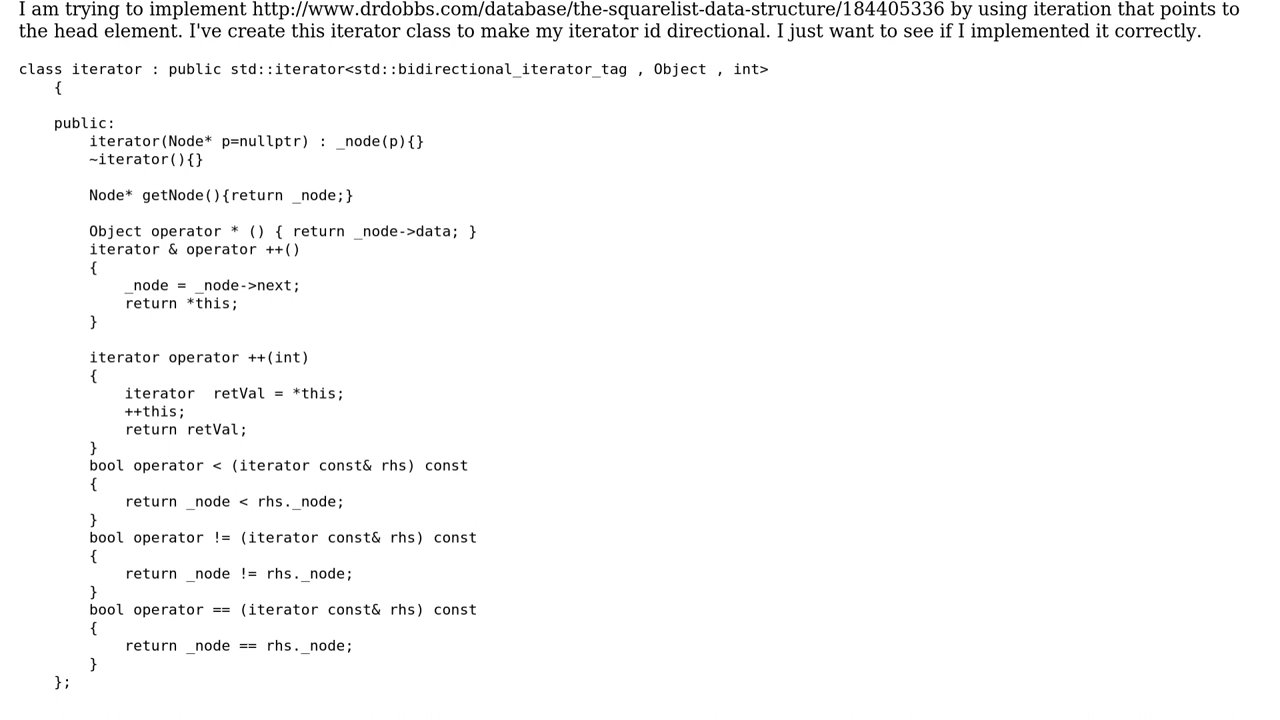 I am trying to implement http://www.drdobbs.com/database/the-squarelist-data-structure/184405336 by using iteration that points to
the head element. I've create this iterator class to make my iterator id directional. I just want to see if I implemented it correctly.
class iterator : public std::iterator<std::bidirectional_iterator_tag , Object , int>
    {

    public:
        iterator(Node* p=nullptr) : _node(p){}
        ~iterator(){}

        Node* getNode(){return _node;}

        Object operator * () { return _node->data; }
        iterator & operator ++()
        {
            _node = _node->next;
            return *this;
        }

        iterator operator ++(int)
        {
            iterator  retVal = *this;
            ++this;
            return retVal;
        }
        bool operator < (iterator const& rhs) const
        {
            return _node < rhs._node;
        }
        bool operator != (iterator const& rhs) const
        {
            return _node != rhs._node;
        }
        bool operator == (iterator const& rhs) const
        {
            return _node == rhs._node;
        }
    };